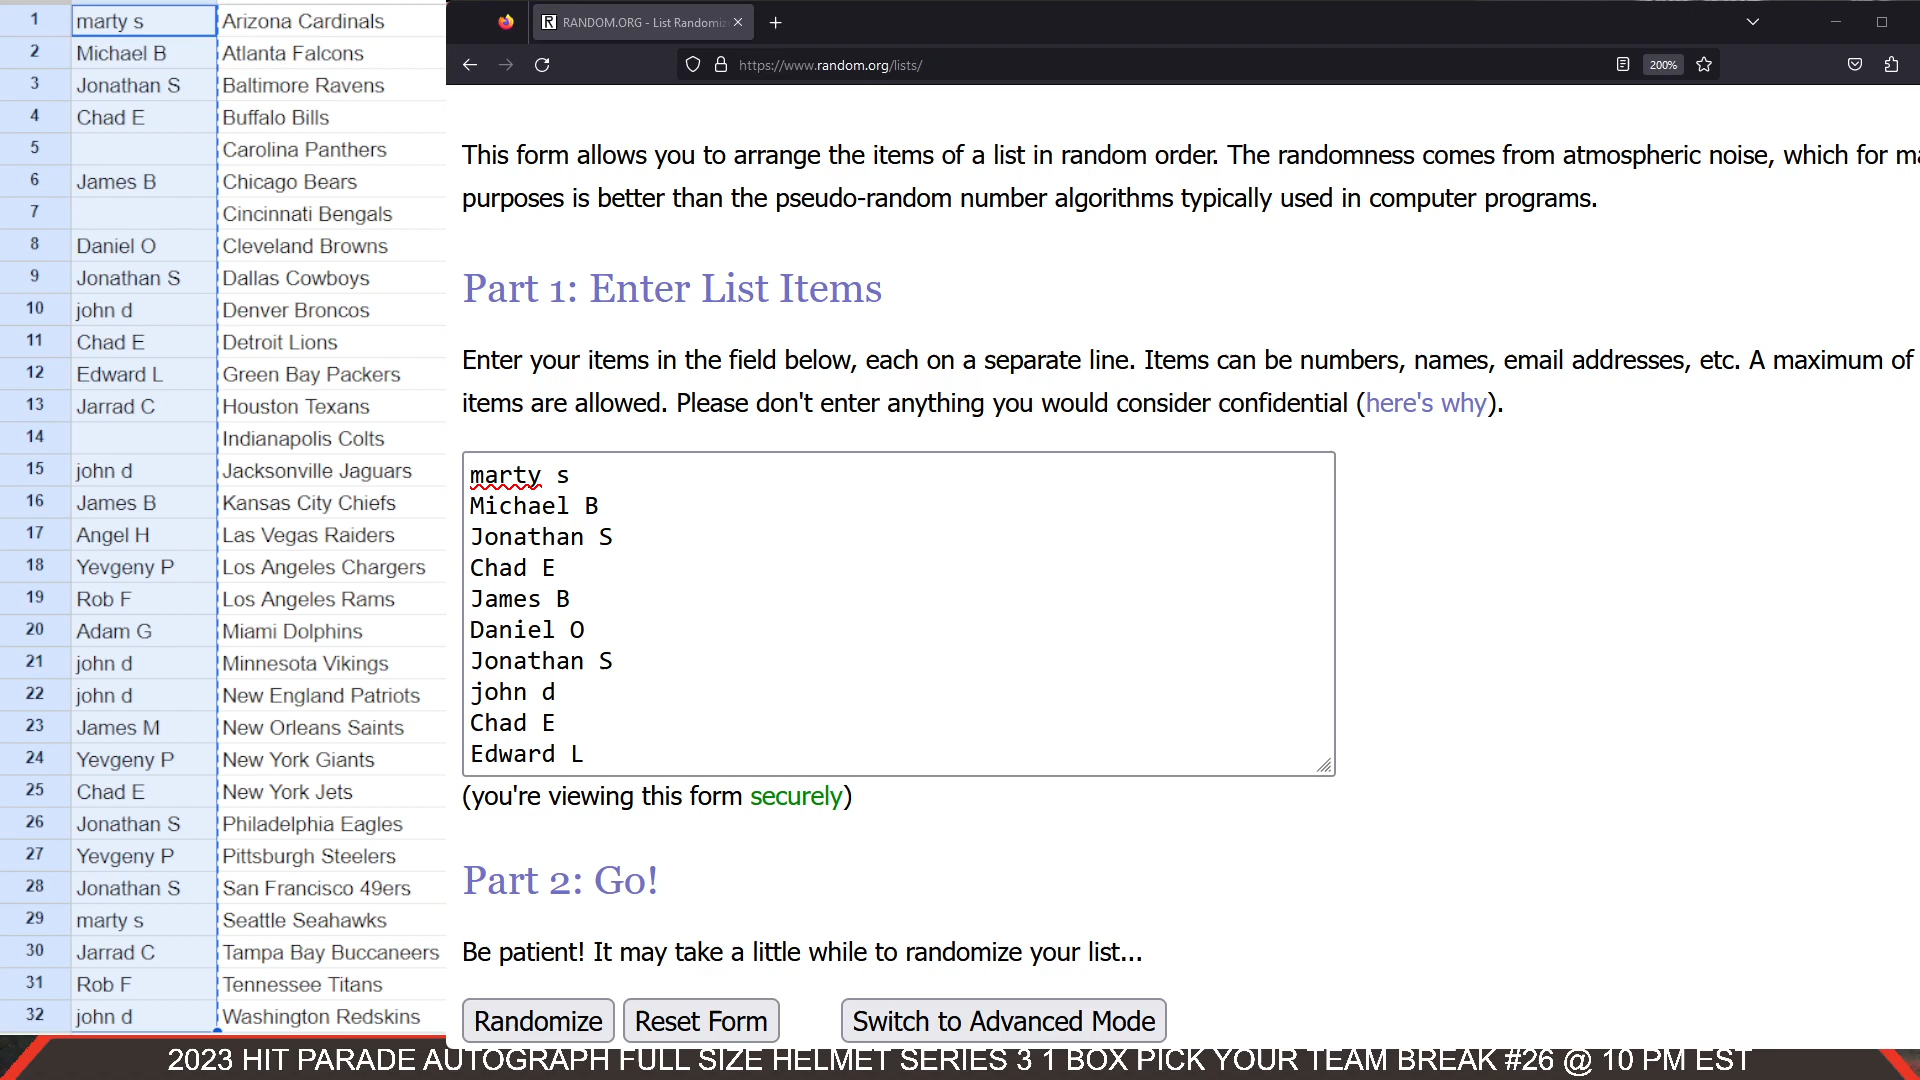 1 marty s Arizona Cardinals
2 Michael B Atlanta Falcons
3 Jonathan S Baltimore Ravens
4 Chad E Buffalo Bills
5 Carolina Panthers
6 James B Chicago Bears
7 Cincinnati Bengals
8 Daniel O Cleveland Browns
9 Jonathan S Dallas Cowboys
10 john d Denver Broncos
11 Chad E Detroit Lions
12 Edward L Green Bay Packers
13 Jarrad C Houston Texans
14 Indianapolis Colts
15 john d Jacksonville Jaguars
16 James B Kansas City Chiefs
17 Angel H Las Vegas Raiders
18 Yevgeny P Los Angeles Chargers
19 Rob F Los Angeles Rams
20 Adam G Miami Dolphins
21 john d Minnesota Vikings
22 john d New England Patriots
23 James M New Orleans Saints
24 Yevgeny P New York Giants
25 Chad E New York Jets
26 Jonathan S Philadelphia Eagles
27 Yevgeny P Pittsburgh Steelers
28 Jonathan S San Francisco 49ers
29 marty s Seattle Seahawks
30 Jarrad C Tampa Bay Buccaneers
31 Rob F Tennessee Titans
32 john d Washington Redskins
R RANDOM.ORG - List Randomiz
https://www.random.org/lists/
200%
This form allows you to arrange the items of a list in random order. The randomness comes from atmospheric noise, which for ma
purposes is better than the pseudo-random number algorithms typically used in computer programs.
Part 1: Enter List Items
Enter your items in the field below, each on a separate line. Items can be numbers, names, email addresses, etc. A maximum of
items are allowed. Please don't enter anything you would consider confidential (here's why).
marty s
Michael B
Jonathan S
Chad E
James B
Daniel O
Jonathan S
john d
Chad E
Edward L
(you're viewing this form securely)
Part 2: Go!
Be patient! It may take a little while to randomize your list...
Randomize Reset Form Switch to Advanced Mode
2023 HIT PARADE AUTOGRAPH FULL SIZE HELMET SERIES 3 1 BOX PICK YOUR TEAM BREAK #26 @ 10 PM EST